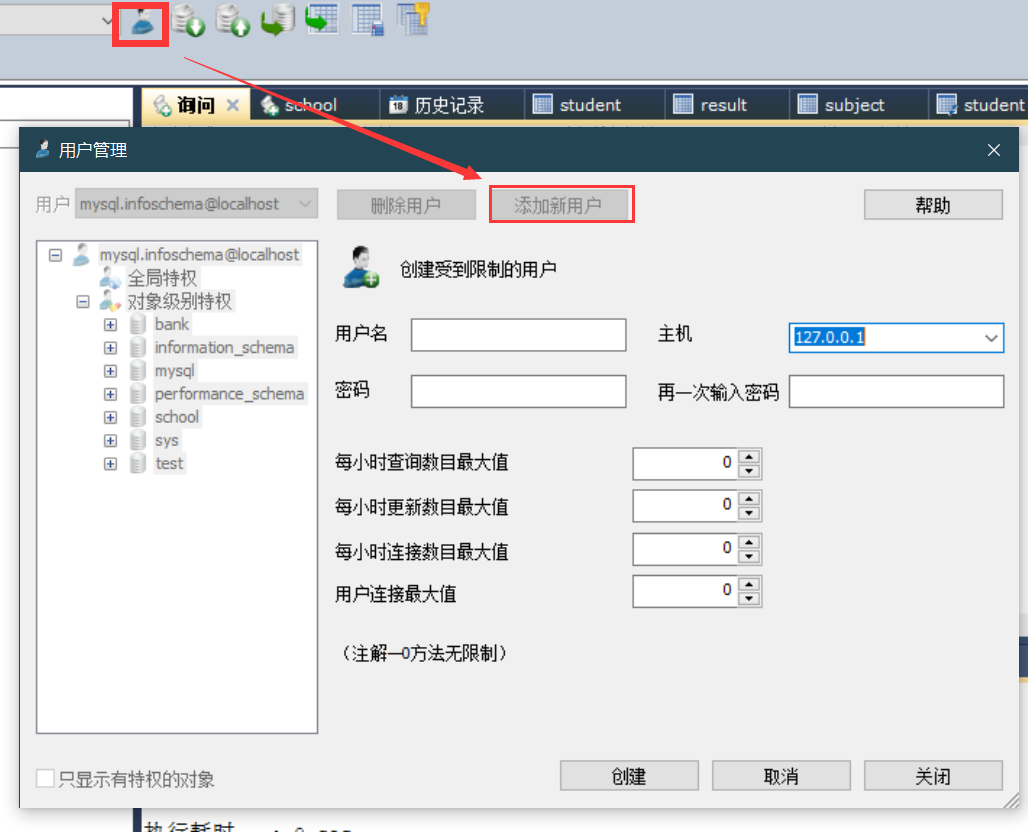 询问
school
18 历史记录
student
result
subject
student
用户管理
用户 mysql.infoschema@localhost
删除用户
添加新用户
帮助
mysql.infoschema@localhost
全局特权
对象级别特权
bank
information_schema
mysql
performance_schema
school
sys
test
创建受到限制的用户
用户名
主机 127.0.0.1
密码
再一次输入密码
每小时查询数目最大值 0
每小时更新数目最大值 0
每小时连接数目最大值 0
用户连接最大值 0
（注解—0方法无限制）
只显示有特权的对象
创建
取消
关闭
执行耗时